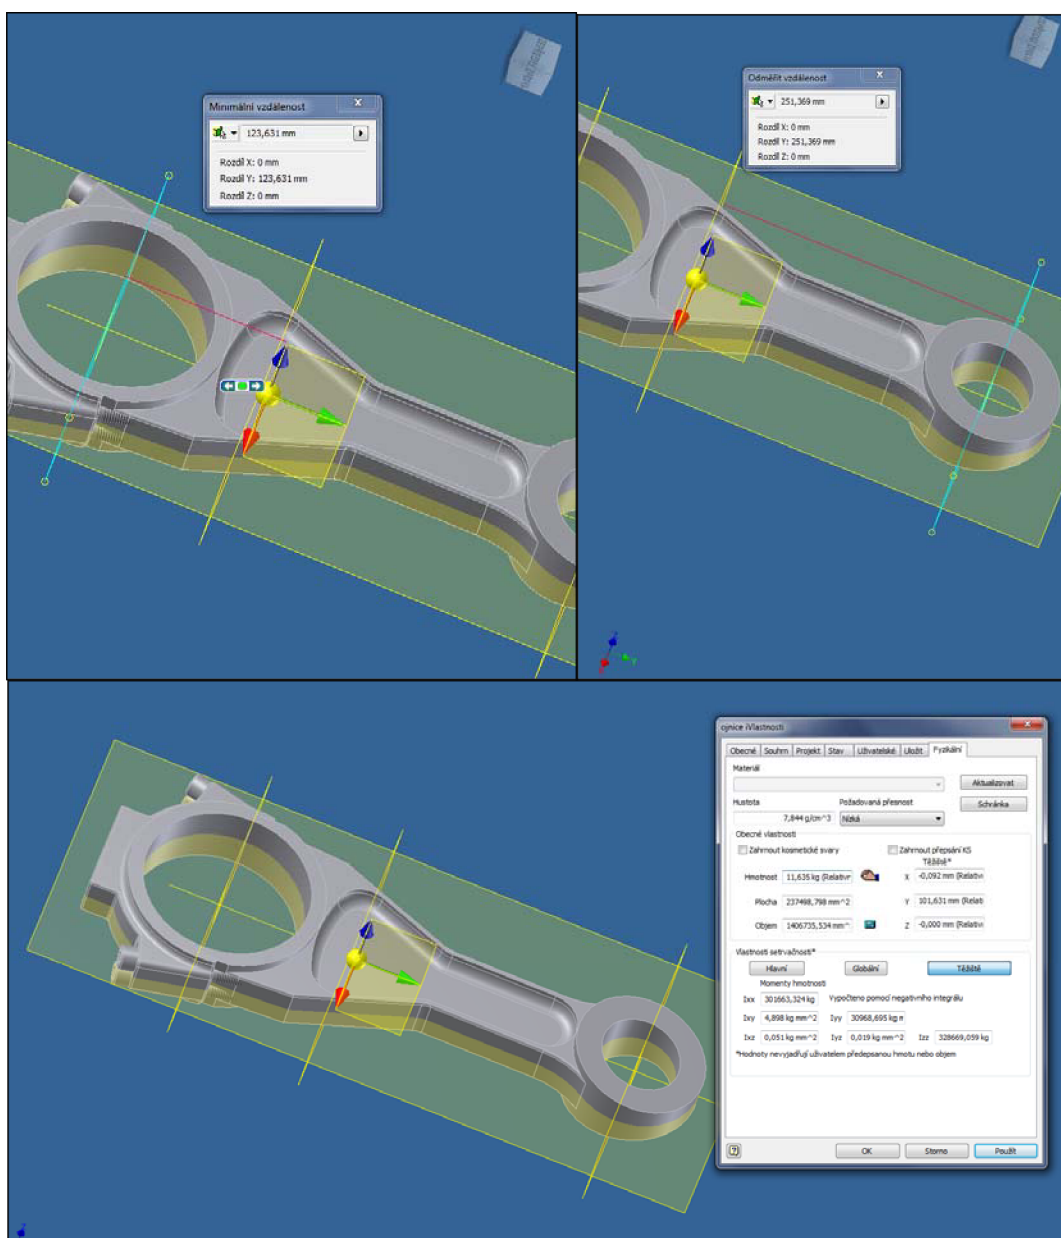 Minimální vzdálenost
123,631 mm
Rozdíl X: 0 mm
Rozdíl Y: 123,631 mm
Rozdíl Z: 0 mm
Odměřit vzdálenost
251,369 mm
Rozdíl X: 0 mm
Rozdíl Y: 251,369 mm
Rozdíl Z: 0 mm
ojnice iVlastnosti
Obecné Souhrn Projekt Stav Uživatelské Uložit Fyzikální
Materiál
Aktualizovat
Hustota Požadovaná přesnost Schránka
7,844 g/cm^3 Nízká
Obecné vlastnosti
Zahrnout kosmetické svary Zahrnout přepsání KS
Těžiště*
Hmotnost 11,635 kg (Relativn X -0,092 mm (Relativn
Plocha 237498,798 mm^2 Y 101,631 mm (Relati
Objem 1406735,534 mm^ Z -0,000 mm (Relativn
Vlastnosti setrvačnosti*
Hlavní Globální Těžiště
Momenty hmotnosti
Ixx 301663,324 kg Vypočteno pomocí negativního integrálu
Ixy 4,898 kg mm^2 Iyy 30968,695 kg m
Ixz 0,051 kg mm^2 Iyz 0,019 kg mm^2 Izz 328669,059 kg
*Hodnoty nevyjadřují uživatelem předepsanou hmotu nebo objem
OK Storno Použít